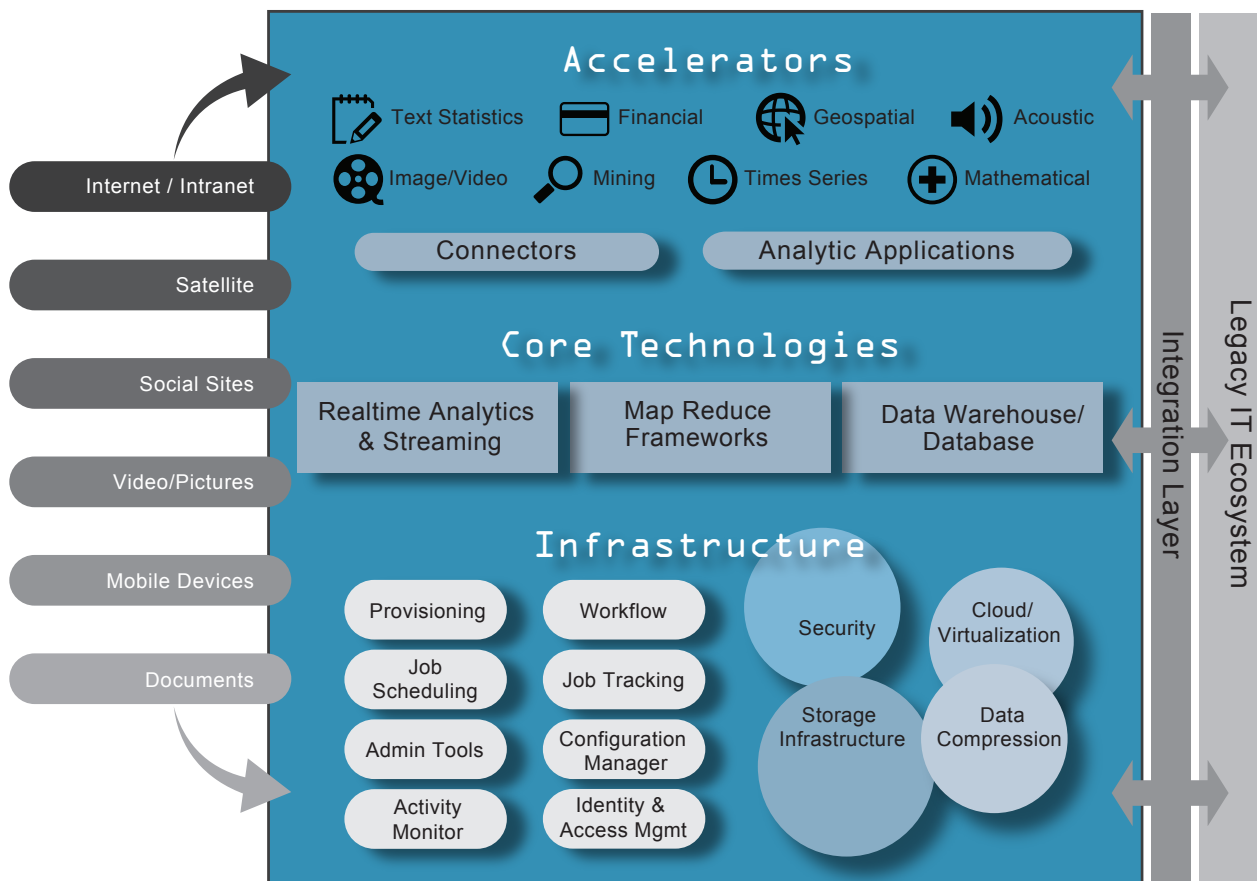 Accelerators
Text Statistics
Financial
Geospatial
Acoustic
Image/Video
Mining
Times Series
Mathematical
Connectors
Analytic Applications
Internet / Intranet
Satellite
Social Sites
Video/Pictures
Mobile Devices
Documents
Core Technologies
Realtime Analytics
& Streaming
Map Reduce
Frameworks
Data Warehouse/
Database
Infrastructure
Provisioning
Workflow
Job
Scheduling
Job Tracking
Admin Tools
Configuration
Manager
Activity
Monitor
Identity &
Access Mgmt
Security
Cloud/
Virtualization
Storage
Infrastructure
Data
Compression
Integration Layer
Legacy IT Ecosystem